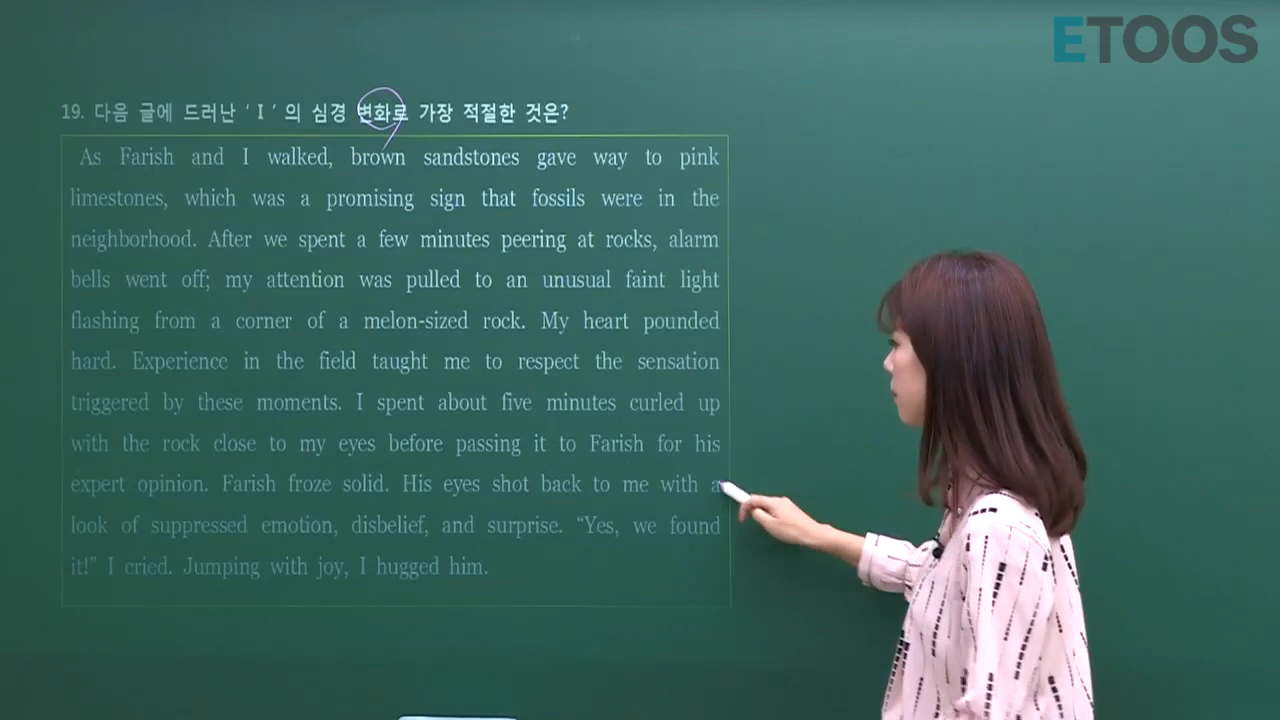 ETOOS
19. 다음 글에 드러난 ‘ I ’ 의 심경 변화로 가장 적절한 것은?
As Farish and I walked, brown sandstones gave way to pink
limestones, which was a promising sign that fossils were in the
neighborhood. After we spent a few minutes peering at rocks, alarm
bells went off; my attention was pulled to an unusual faint light
flashing from a corner of a melon-sized rock. My heart pounded
hard. Experience in the field taught me to respect the sensation
triggered by these moments. I spent about five minutes curled up
with the rock close to my eyes before passing it to Farish for his
expert opinion. Farish froze solid. His eyes shot back to me with a
look of suppressed emotion, disbelief, and surprise. “Yes, we found
it!” I cried. Jumping with joy, I hugged him.